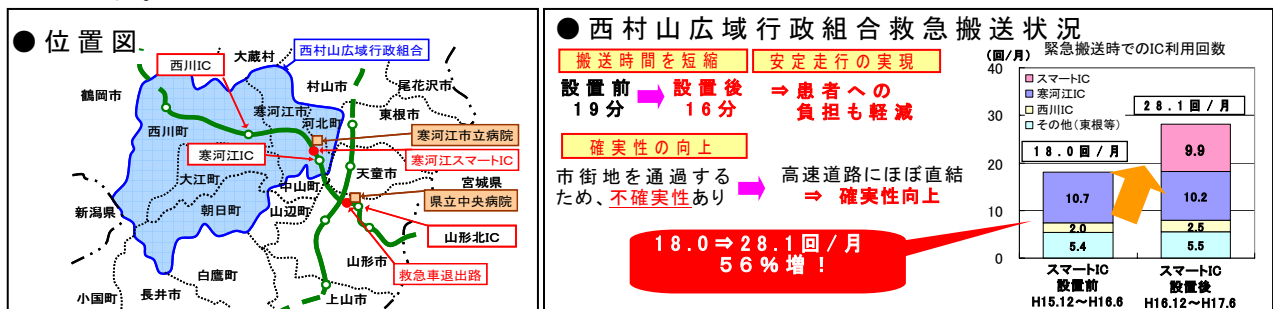 ● 位置図
西村山広域行政組合
大蔵村
西川IC
村山市
尾花沢市
鶴岡市
東根市
寒河江市
河北町
西川町
寒河江市立病院
寒河江IC
寒河江スマートIC
天童市
大江町
中山町
宮城県
県立中央病院
新潟県
朝日町
山辺町
山形北IC
山形市
救急車退出路
白鷹町
小国町
長井市
上山市
● 西村山広域行政組合救急搬送状況
搬送時間を短縮
設置前
19分
設置後
16分
安定走行の実現
⇒ 患者への
負担も軽減
確実性の向上
市街地を通過する
ため、不確実性あり
高速道路にほぼ直結
⇒ 確実性向上
18.0⇒28.1回/月
56%増!
緊急搬送時でのIC利用回数
(回/月)
40
30
20
10
0
スマートIC
寒河江IC
西川IC
その他(東根等)
28.1回/月
18.0回/月
9.9
10.7
10.2
2.0
2.5
5.4
5.5
スマートIC
設置前
H15.12~H16.6
スマートIC
設置後
H16.12~H17.6